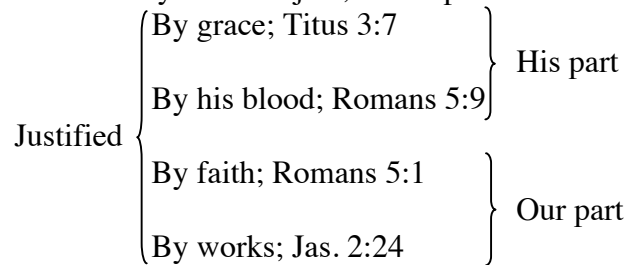 By grace; Titus 3:7
His part
By his blood; Romans 5:9
Justified
By faith; Romans 5:1
Our part
By works; Jas. 2:24